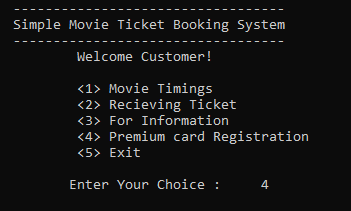 ----------------------------------
Simple Movie Ticket Booking System
----------------------------------
Welcome Customer!
<1> Movie Timings
<2> Recieving Ticket
<3> For Information
<4> Premium card Registration
<5> Exit
Enter Your Choice : 4